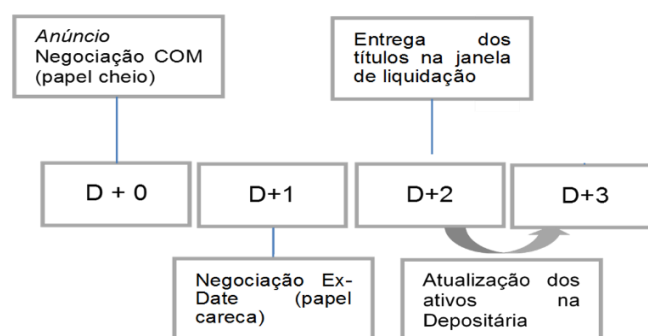 Anúncio
Negociação COM
(papel cheio)
Entrega dos
títulos na janela
de liquidação
D + 0
D+1
D+2
D+3
Negociação Ex-
Date (papel
careca)
Atualização dos
ativos na
Depositária